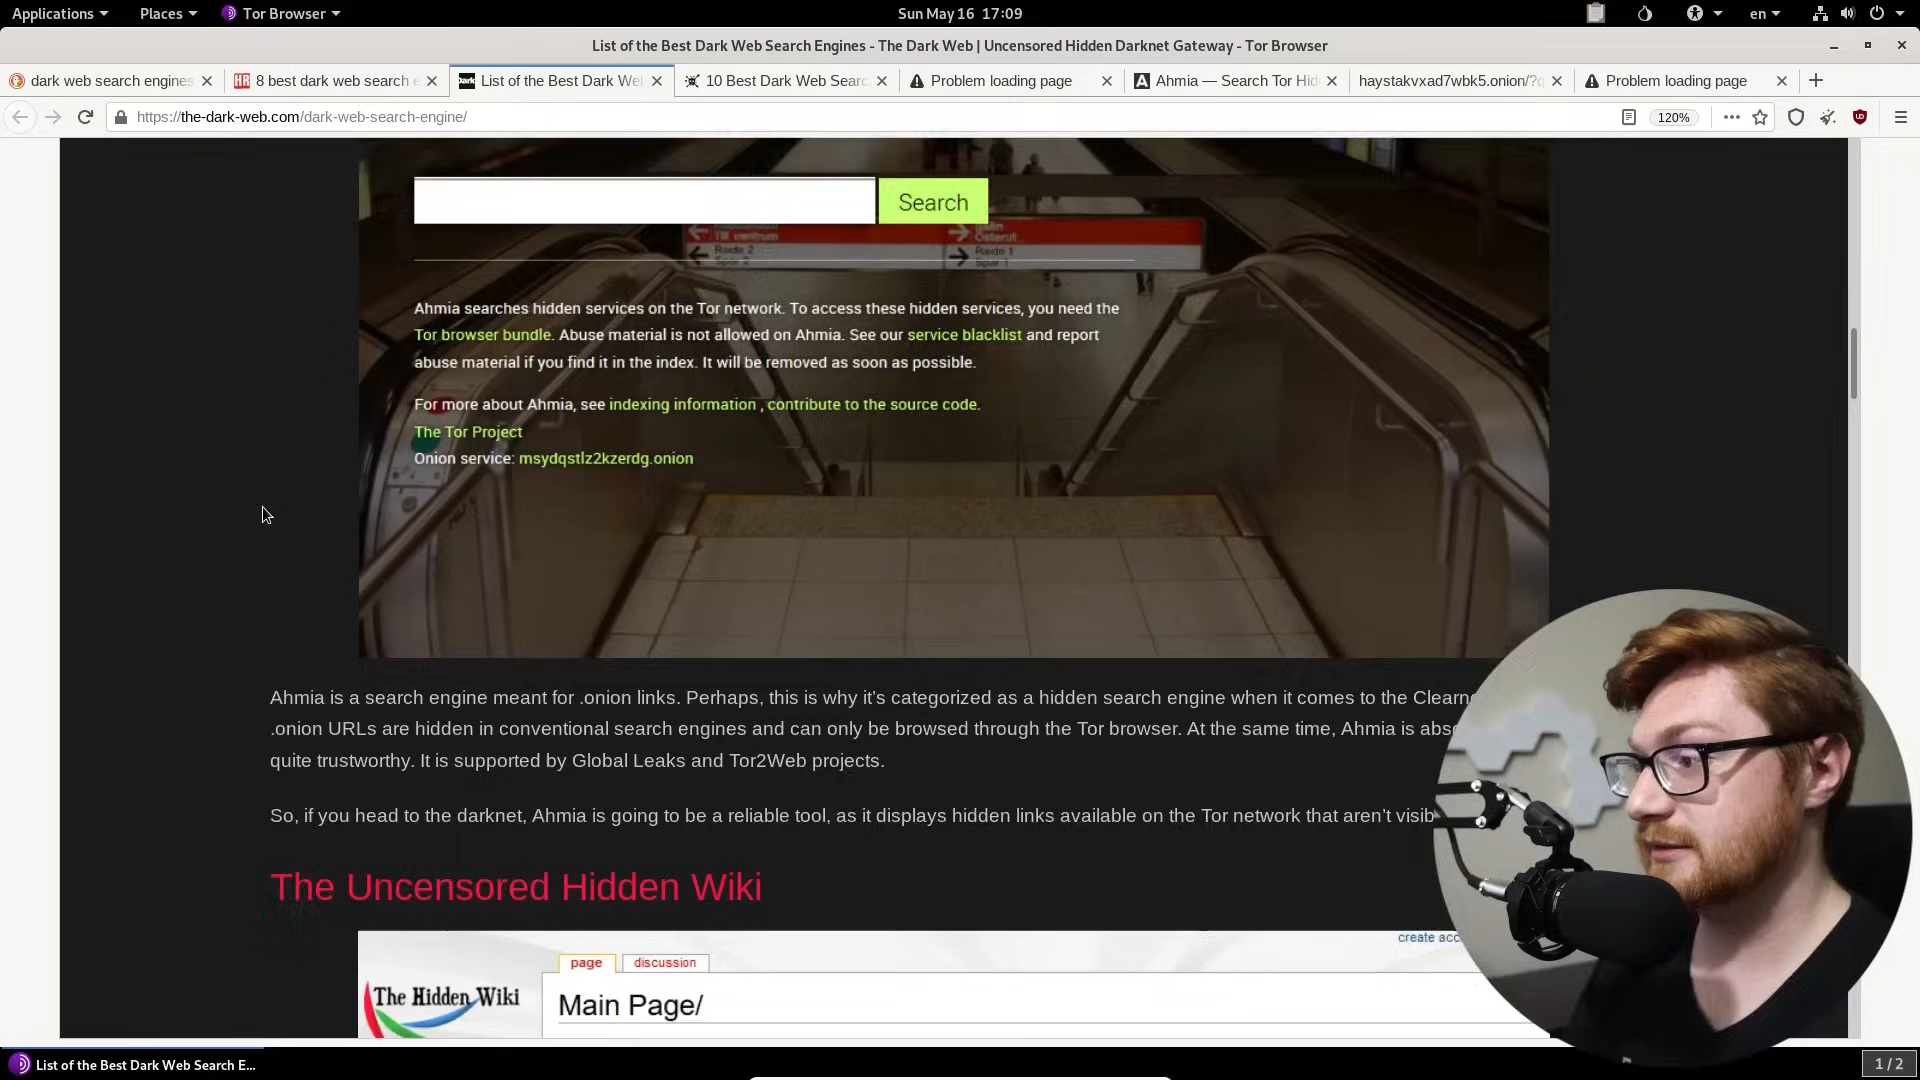 Applications Places Tor Browser Sun May 16 17:09 en
List of the Best Dark Web Search Engines - The Dark Web | Uncensored Hidden Darknet Gateway - Tor Browser
dark web search engines 8 best dark web search e List of the Best Dark Wel 10 Best Dark Web Searc Problem loading page Ahmia — Search Tor Hid haystakvxad7wbk5.onion/?q Problem loading page
https://the-dark-web.com/dark-web-search-engine/ 120%
Search
Raide 2 Raide 1
Ahmia searches hidden services on the Tor network. To access these hidden services, you need the
Tor browser bundle. Abuse material is not allowed on Ahmia. See our service blacklist and report
abuse material if you find it in the index. It will be removed as soon as possible.
For more about Ahmia, see indexing information , contribute to the source code.
The Tor Project
Onion service: msydqstlz2kzerdg.onion
Ahmia is a search engine meant for .onion links. Perhaps, this is why it’s categorized as a hidden search engine when it comes to the Clearn
.onion URLs are hidden in conventional search engines and can only be browsed through the Tor browser. At the same time, Ahmia is abso
quite trustworthy. It is supported by Global Leaks and Tor2Web projects.
So, if you head to the darknet, Ahmia is going to be a reliable tool, as it displays hidden links available on the Tor network that aren’t visib
The Uncensored Hidden Wiki
create acc
page discussion
The Hidden Wiki
Main Page/
List of the Best Dark Web Search E...
1 / 2